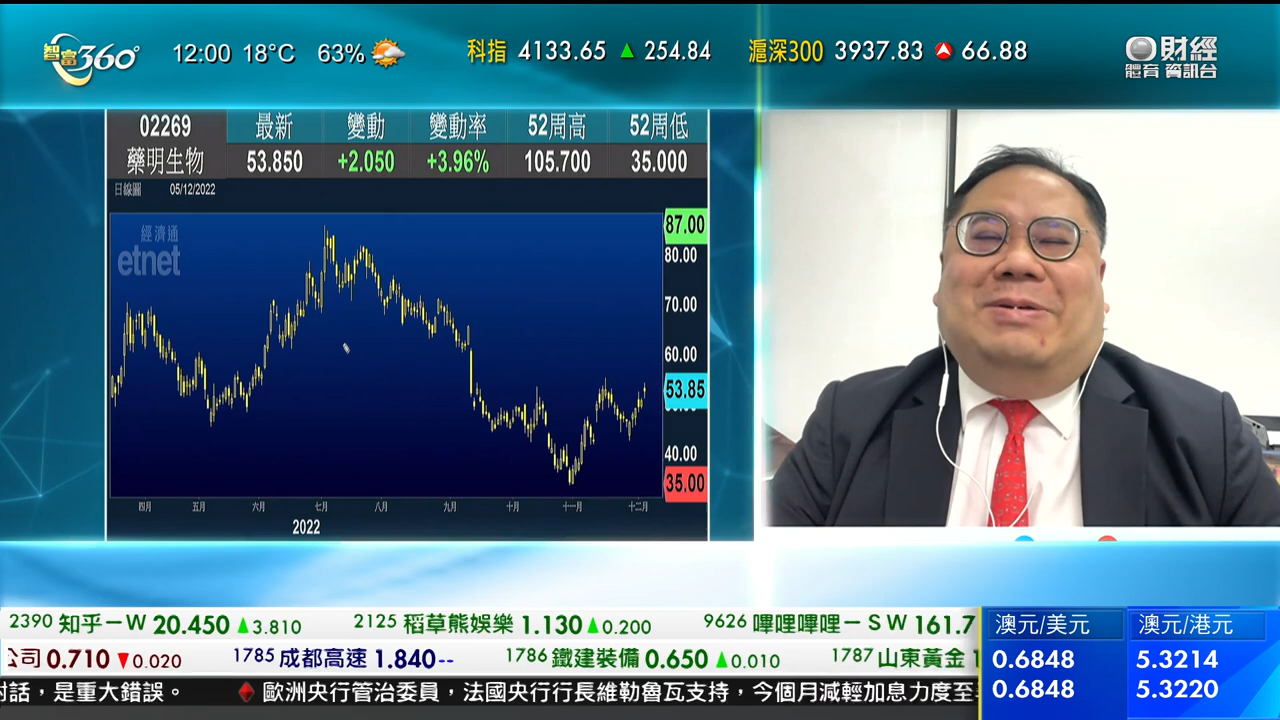 智富360°
12:00 18°C 63%
科指 4133.65 ▲ 254.84 滬深300 3937.83 66.88
財經
體育 資訊台
02269 最新 變動 變動率 52周高 52周低
藥明生物 53.850 +2.050 +3.96% 105.700 35.000
日線圖 05/12/2022
經濟通
etnet
87.00
80.00
70.00
60.00
53.85
40.00
35.00
四月 五月 六月 七月 八月 九月 十月 十一月 十二月
2022
2390 知乎－W 20.450 ▲3.810 2125 稻草熊娛樂 1.130 ▲0.200 9626 嗶哩嗶哩－ＳＷ 161.7
公司 0.710 ▼0.020 1785 成都高速 1.840 -- 1786 鐵建裝備 0.650 ▲0.010 1787 山東黃金 1
對話，是重大錯誤。 ◆ 歐洲央行管治委員，法國央行行長維勒魯瓦支持，今個月減輕加息力度至
澳元/美元 澳元/港元
0.6848 5.3214
0.6848 5.3220